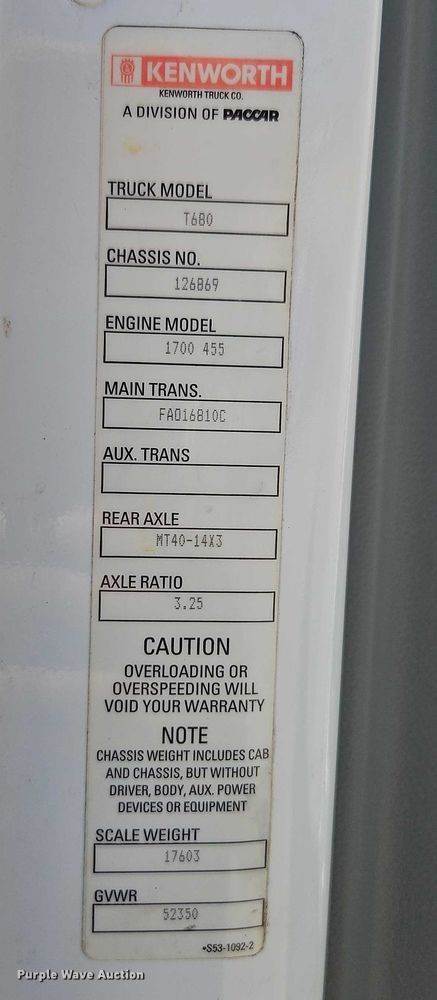 KENWORTH
KENWORTH TRUCK CO.
A DIVISION OF PACCAR
TRUCK MODEL
T680
CHASSIS NO.
126869
ENGINE MODEL
1700 455
MAIN TRANS.
FAO16810C
AUX. TRANS
REAR AXLE
MT40-14X3
AXLE RATIO
3.25
CAUTION
OVERLOADING OR
OVERSPEEDING WILL
VOID YOUR WARRANTY
NOTE
CHASSIS WEIGHT INCLUDES CAB
AND CHASSIS, BUT WITHOUT
DRIVER, BODY, AUX. POWER
DEVICES OR EQUIPMENT
SCALE WEIGHT
17603
GVWR
52350
•S53-1092-2
Purple Wave Auction